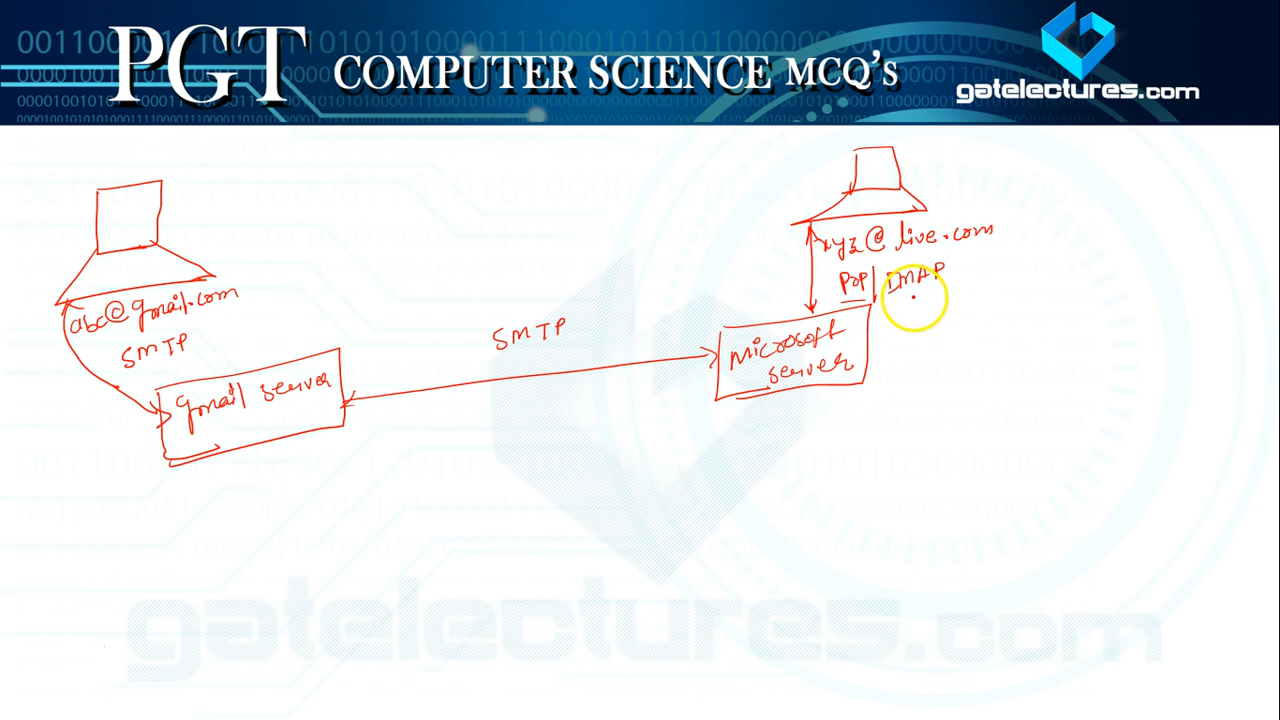 PGT COMPUTER SCIENCE MCQ'S
gatelectures.com
abc@gmail.com
SMTP
gmail server
SMTP
xyz@live.com
POP | IMAP
Microsoft
server
gatelectures.com